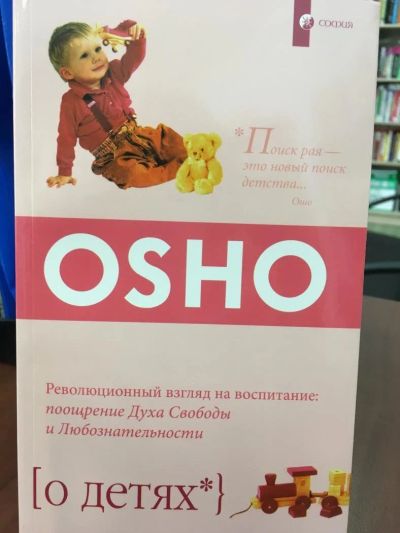 СОФИЯ
*Поиск рая —
это новый поиск
детства...
Ошо
OSHO
Революционный взгляд на воспитание:
поощрение Духа Свободы
и Любознательности
[о детях*}